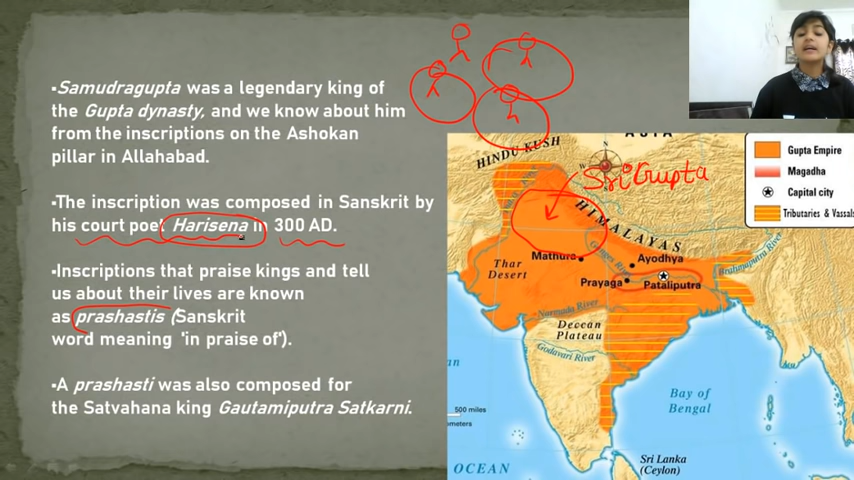 ▪Samudragupta was a legendary king of
the Gupta dynasty, and we know about him
from the inscriptions on the Ashokan
pillar in Allahabad.
▪The inscription was composed in Sanskrit by
his court poet Harisena in 300 AD.
▪Inscriptions that praise kings and tell
us about their lives are known
as prashastis (Sanskrit
word meaning 'in praise of').
▪A prashasti was also composed for
the Satvahana king Gautamiputra Satkarni.
ASIA
HINDU KUSH
Sri Gupta
HIMALAYAS
Mathura
Ayodhya
Thar
Desert
Prayaga
Pataliputra
Ganges River
Brahmaputra River
Narmada River
Deccan
Plateau
Godavari River
Bay of
Bengal
500 miles
Sri Lanka
(Ceylon)
OCEAN
Gupta Empire
Magadha
Capital city
Tributaries & Vassals